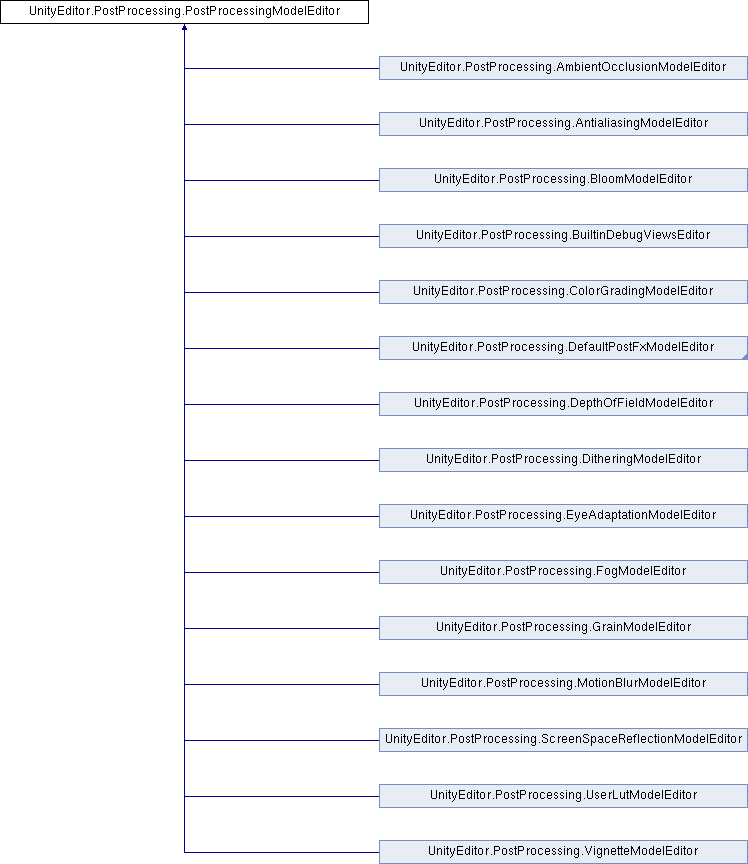 UnityEditor.PostProcessing.PostProcessingModelEditor
UnityEditor.PostProcessing.AmbientOcclusionModelEditor
UnityEditor.PostProcessing.AntialiasingModelEditor
UnityEditor.PostProcessing.BloomModelEditor
UnityEditor.PostProcessing.BuiltinDebugViewsEditor
UnityEditor.PostProcessing.ColorGradingModelEditor
UnityEditor.PostProcessing.DefaultPostFxModelEditor
UnityEditor.PostProcessing.DepthOfFieldModelEditor
UnityEditor.PostProcessing.DitheringModelEditor
UnityEditor.PostProcessing.EyeAdaptationModelEditor
UnityEditor.PostProcessing.FogModelEditor
UnityEditor.PostProcessing.GrainModelEditor
UnityEditor.PostProcessing.MotionBlurModelEditor
UnityEditor.PostProcessing.ScreenSpaceReflectionModelEditor
UnityEditor.PostProcessing.UserLutModelEditor
UnityEditor.PostProcessing.VignetteModelEditor